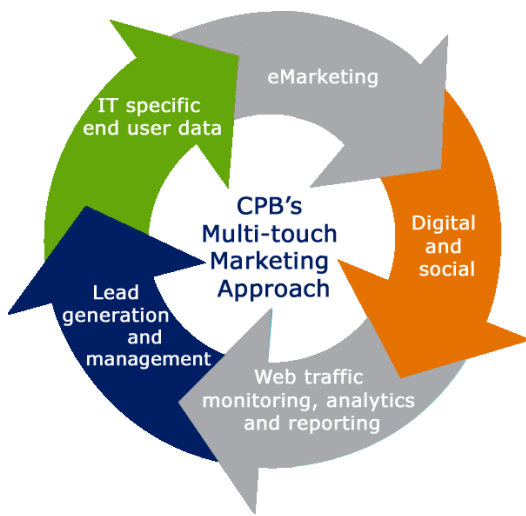 eMarketing
IT specific
end user data
CPB's
Multi-touch
Marketing
Approach
Digital
and
social
Lead
generation
and
management
Web traffic
monitoring, analytics
and reporting